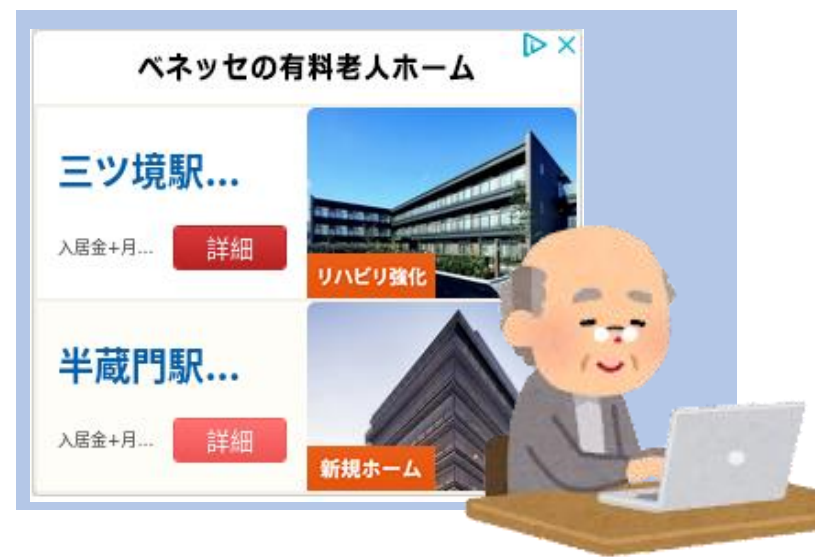 ベネッセの有料老人ホーム
三ツ境駅...
入居金+月... 詳細
リハビリ強化
半蔵門駅...
入居金+月... 詳細
新規ホーム